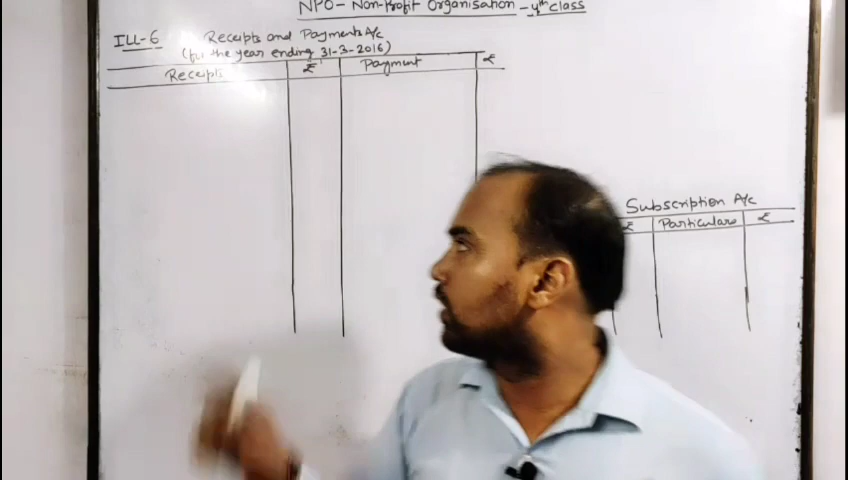 NPO - Non-Profit Organisation - 4th class
ILL-6 Receipts and Payments A/c
(for the year ending 31-3-2016)
Receipts ₹ Payment ₹
Subscription A/c
₹ Particulars ₹